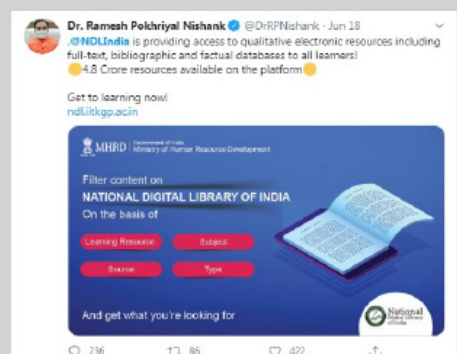 Dr. Ramesh Pokhriyal Nishank @DrRPNishank · Jun 18
.@NDLIndia is providing access to qualitative electronic resources including
full-text, bibliographic and factual databases to all learners!
4.8 Crore resources available on the platform
Get to learning now!
ndl.iitkgp.ac.in
MHRD
Government of India
Ministry of Human Resource Development
Filter content on
NATIONAL DIGITAL LIBRARY OF INDIA
On the basis of
Learning Resource
Subject
Source
Type
And get what you're looking for
National
Digital Library
of India
236
86
422